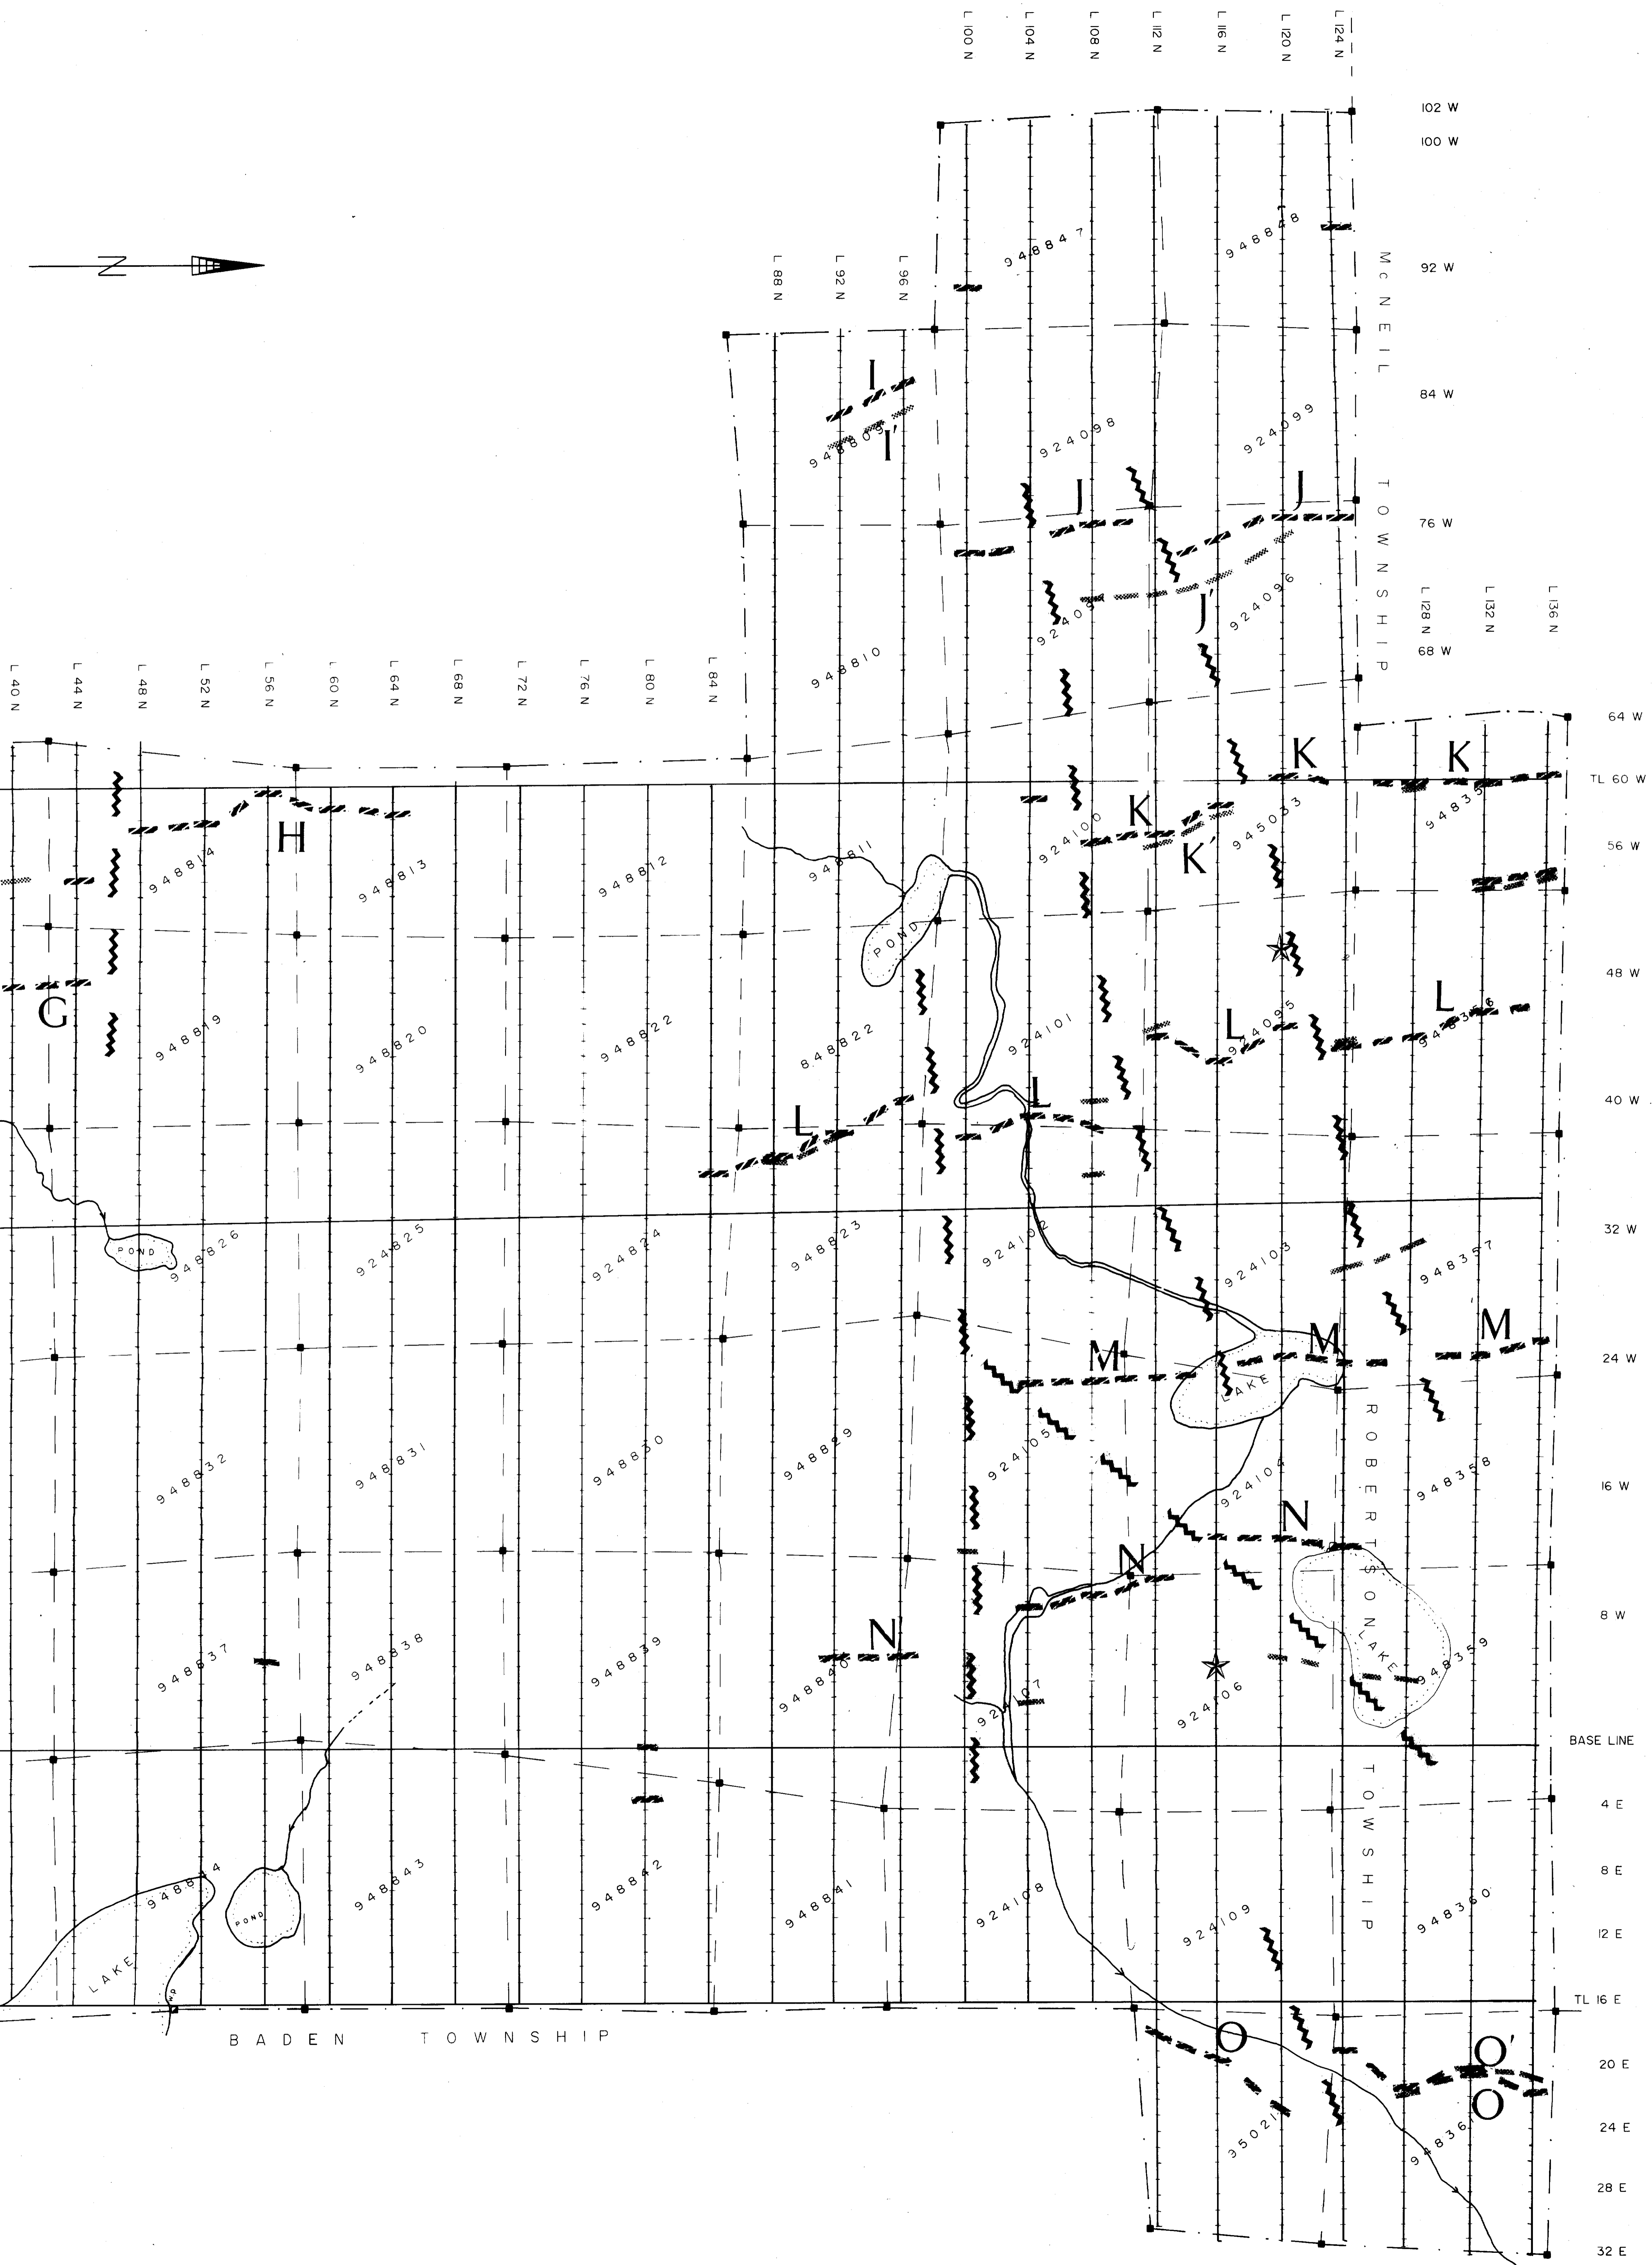 L 100 N
L 104 N
L 108 N
L 112 N
L 116 N
L 120 N
L 124 N
102 W
100 W
948847
948848
92 W
McNEIL TOWNSHIP
L 88 N
L 92 N
L 96 N
N
I
84 W
I'
948809
924098
924099
J
J
76 W
J'
924096
L 128 N
L 132 N
L 136 N
68 W
948810
L 40 N
L 44 N
L 48 N
L 52 N
L 56 N
L 60 N
L 64 N
L 68 N
L 72 N
L 76 N
L 80 N
L 84 N
64 W
K
K
TL 60 W
K
K'
H
924100
945033
56 W
948814
948813
948812
948811
POND
48 W
G
L
L
948819
948820
948822
848822
924101
924095
948356
40 W
L
L
32 W
POND
948826
924825
924824
948823
924102
924103
948357
M
M
M
24 W
LAKE
948832
948831
948830
948829
924105
924104
948358
16 W
ROBERTSON TOWNSHIP
N
N
N
8 W
LAKE
948837
948838
948839
948840
924107
924106
948359
BASE LINE
4 E
8 E
948844
948843
948842
948841
924108
924109
948360
POND
LAKE
12 E
TL 16 E
BADEN TOWNSHIP
O
O'
O
20 E
24 E
948361
28 E
32 E